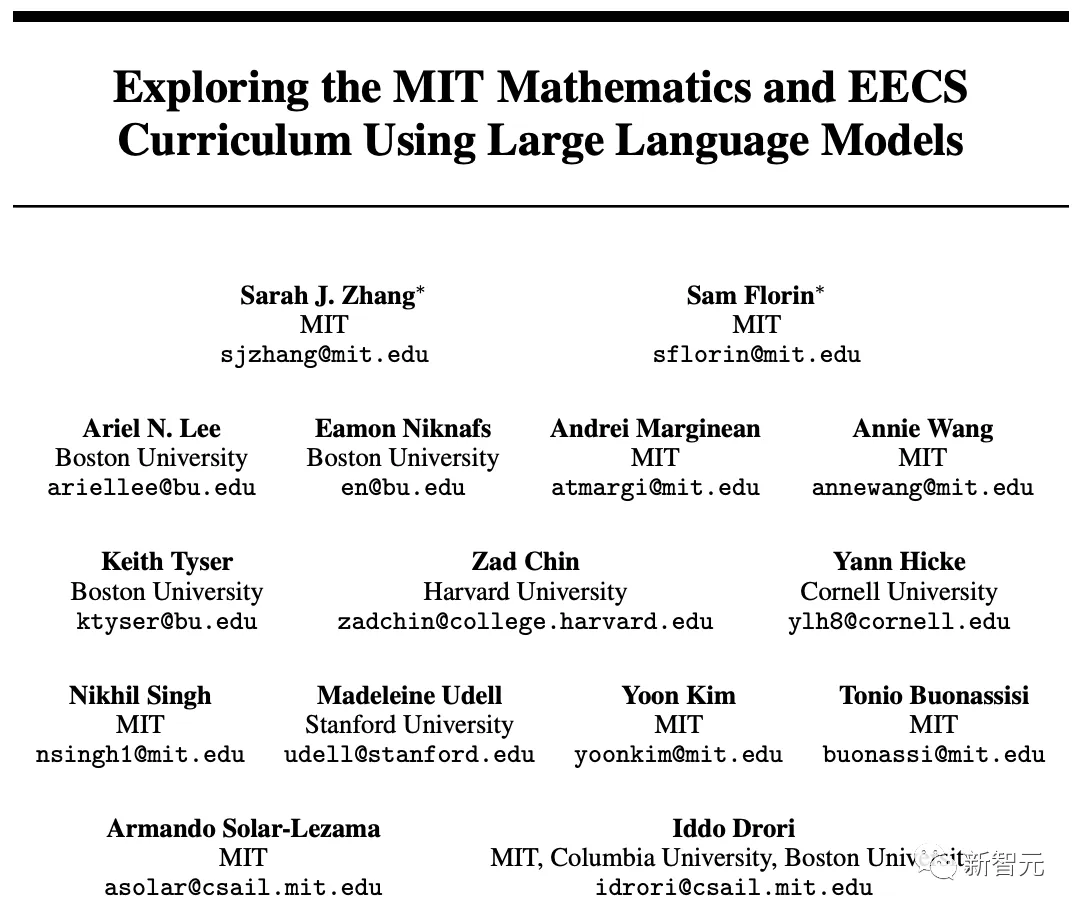 Exploring the MIT Mathematics and EECS
Curriculum Using Large Language Models
Sarah J. Zhang*
MIT
sjzhang@mit.edu
Sam Florin*
MIT
sflorin@mit.edu
Ariel N. Lee
Boston University
ariellee@bu.edu
Eamon Niknafs
Boston University
en@bu.edu
Andrei Marginean
MIT
atmargi@mit.edu
Annie Wang
MIT
annewang@mit.edu
Keith Tyser
Boston University
ktyser@bu.edu
Zad Chin
Harvard University
zadchin@college.harvard.edu
Yann Hicke
Cornell University
ylh8@cornell.edu
Nikhil Singh
MIT
nsingh1@mit.edu
Madeleine Udell
Stanford University
udell@stanford.edu
Yoon Kim
MIT
yoonkim@mit.edu
Tonio Buonassisi
MIT
buonassi@mit.edu
Armando Solar-Lezama
MIT
asolar@csail.mit.edu
Iddo Drori
MIT, Columbia University, Boston University
idrori@csail.mit.edu
新智元